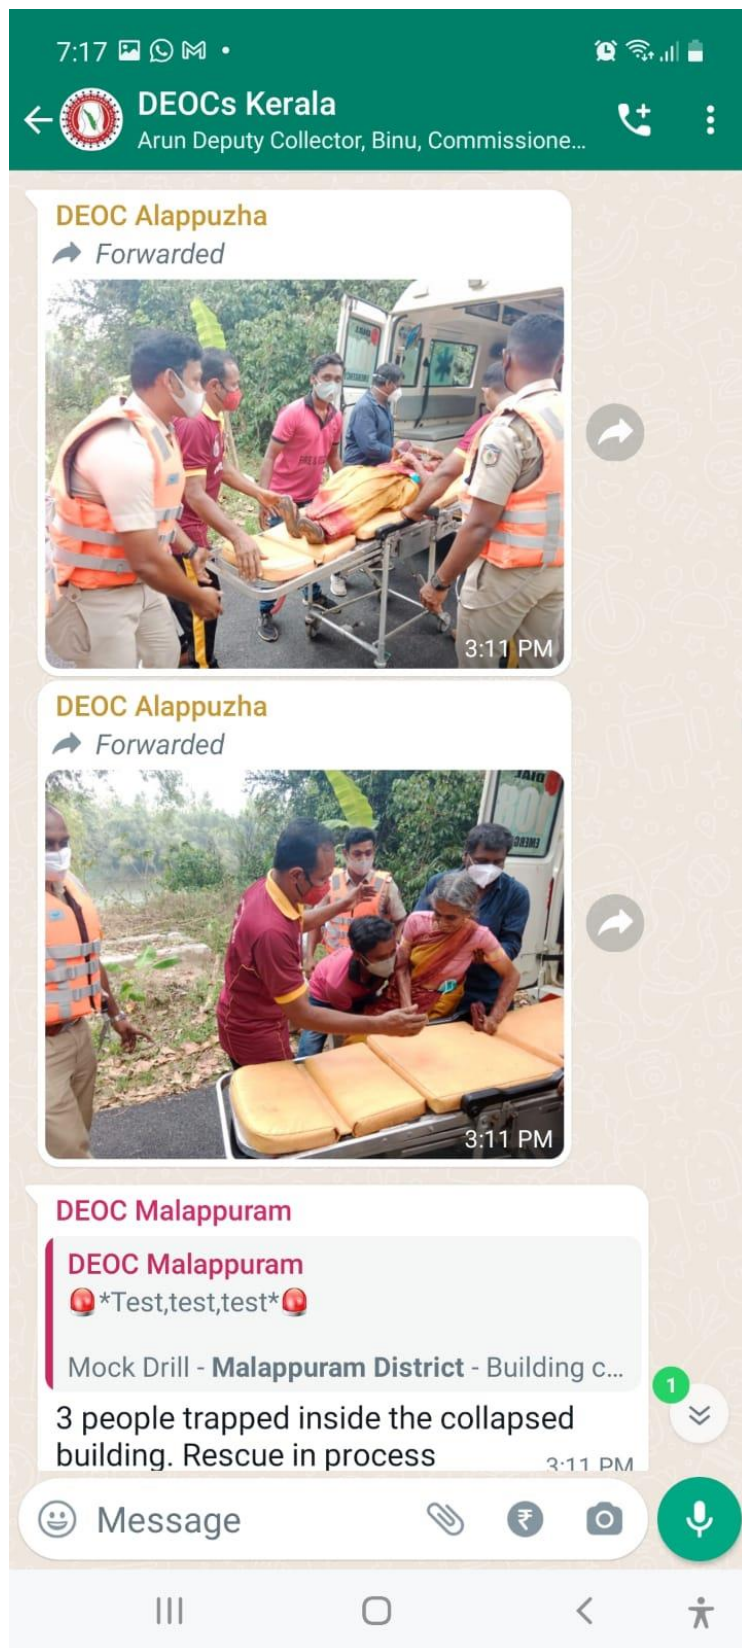 7:17
DEOCs Kerala
Arun Deputy Collector, Binu, Commissione...
DEOC Alappuzha
Forwarded
3:11 PM
DEOC Alappuzha
Forwarded
DIAL
3:11 PM
DEOC Malappuram
DEOC Malappuram
🚨*Test,test,test*🚨
Mock Drill - Malappuram District - Building c...
1
3 people trapped inside the collapsed
building. Rescue in process
3:11 PM
Message